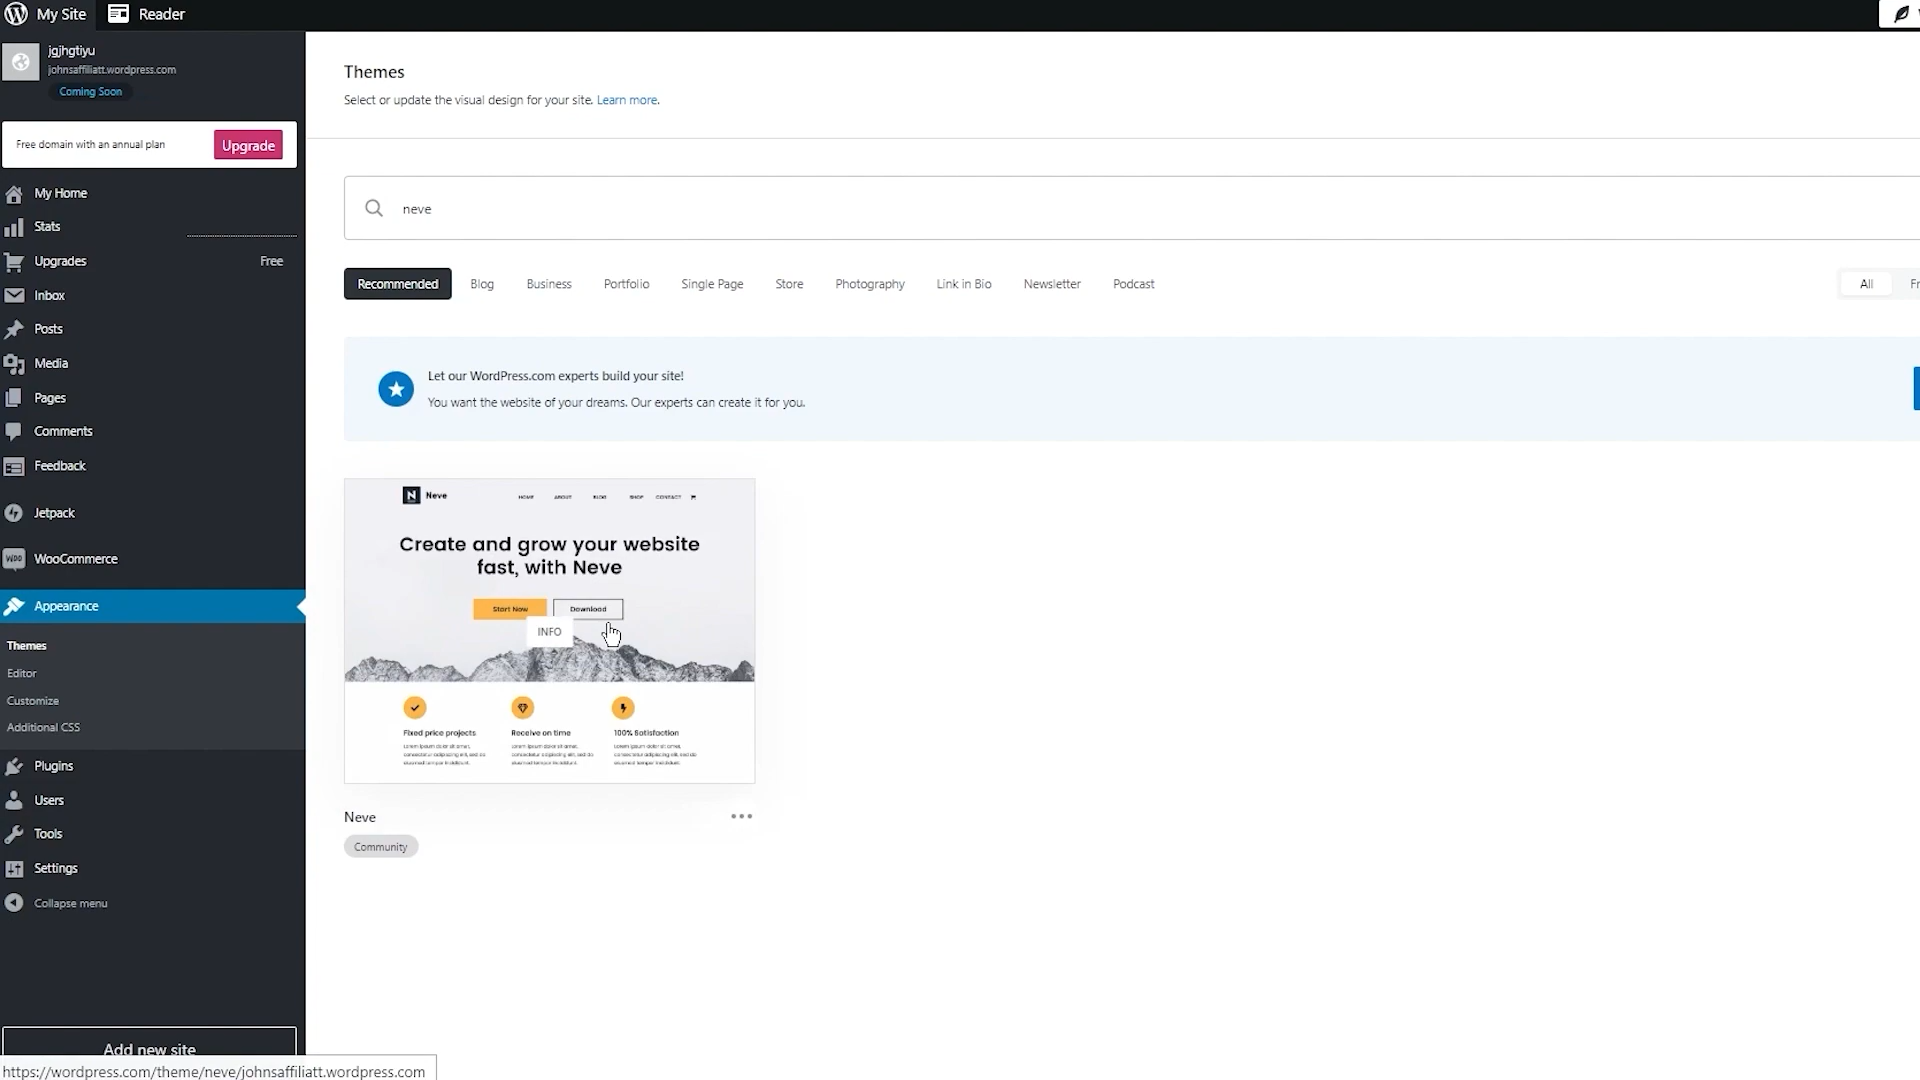 My Site
Reader
jgjhgtiyu
johnsaffiliatt.wordpress.com
Coming Soon
Free domain with an annual plan
Upgrade
My Home
Stats
Upgrades
Free
Inbox
Posts
Media
Pages
Comments
Feedback
Jetpack
WOO
WooCommerce
Appearance
Themes
Editor
Customize
Additional CSS
Plugins
Users
Tools
Settings
Collapse menu
Add new site
https://wordpress.com/theme/neve/johnsaffiliatt.wordpress.com
Themes
Select or update the visual design for your site. Learn more.
neve
Recommended
Blog
Business
Portfolio
Single Page
Store
Photography
Link in Bio
Newsletter
Podcast
All
Fr
Let our WordPress.com experts build your site!
You want the website of your dreams. Our experts can create it for you.
N Neve
HOME ABOUT BLOG SHOP CONTACT
Create and grow your website
fast, with Neve
Start Now
Download
INFO
Fixed price projects
Receive on time
100% Satisfaction
Neve
Community